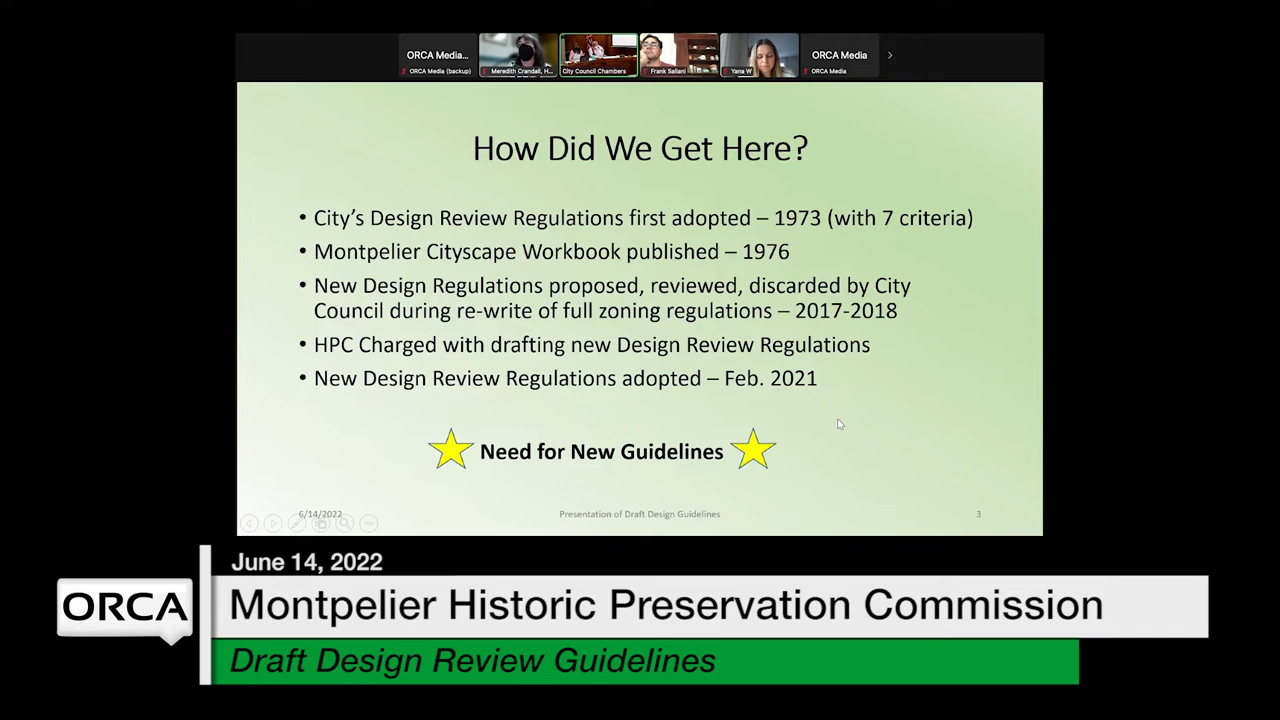 ORCA Media...
ORCA Media
ORCA Media (backup)
Meredith Crandall, H...
City Council Chambers
Frank Saliani
Yana W
ORCA Media
How Did We Get Here?
• City's Design Review Regulations first adopted – 1973 (with 7 criteria)
• Montpelier Cityscape Workbook published – 1976
• New Design Regulations proposed, reviewed, discarded by City
Council during re-write of full zoning regulations – 2017-2018
• HPC Charged with drafting new Design Review Regulations
• New Design Review Regulations adopted – Feb. 2021
Need for New Guidelines
6/14/2022
Presentation of Draft Design Guidelines
3
June 14, 2022
ORCA
Montpelier Historic Preservation Commission
Draft Design Review Guidelines